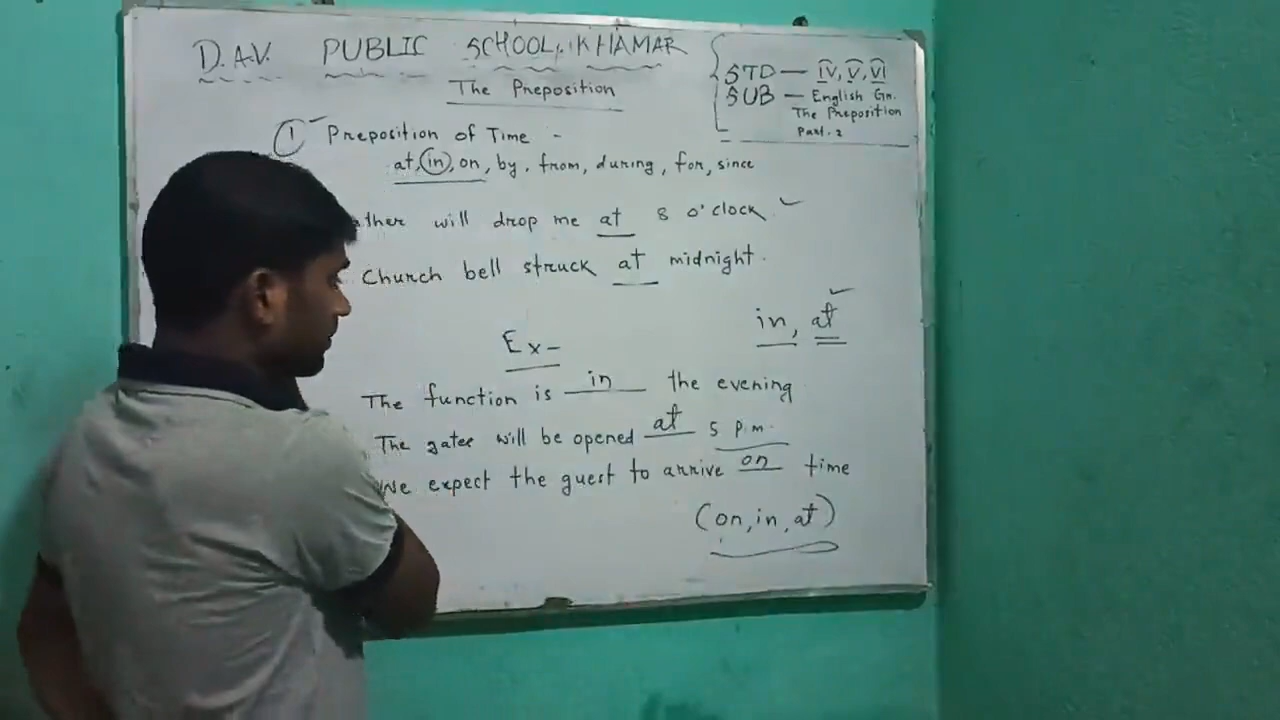 D.A.V. PUBLIC SCHOOL, KHAMAR
STD — IV, V, VI
SUB — English Gr.
The Preposition
Part. 2
The Preposition
1 Preposition of Time -
at, in, on, by, from, during, for, since
will drop me at 8 o'clock
Church bell struck at midnight.
in, at
Ex-
The function is in the evening
The gates will be opened at 5 p.m.
We expect the guest to arrive on time
(on, in, at)